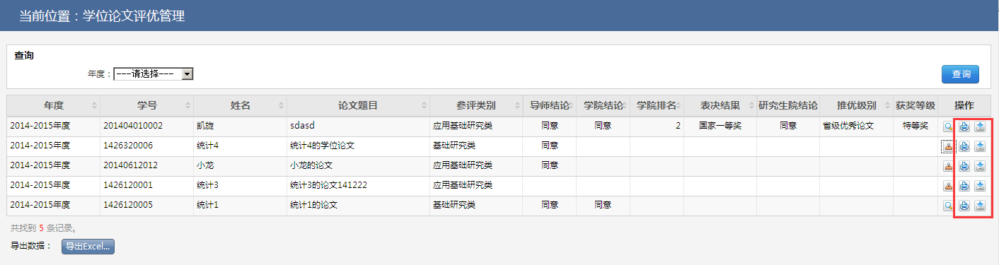 当前位置：学位论文评优管理
查询
年度：---请选择---
查询
年度 学号 姓名 论文题目 参评类别 导师结论 学院结论 学院排名 表决结果 研究生院结论 推优级别 获奖等级 操作
2014-2015年度 201404010002 凯旋 sdasd 应用基础研究类 同意 同意 2 国家一等奖 同意 省级优秀论文 特等奖
2014-2015年度 1426320006 统计4 统计4的学位论文 基础研究类 同意
2014-2015年度 20140612012 小龙 小龙的论文 应用基础研究类 同意
2014-2015年度 1426120001 统计3 统计3的论文141222 应用基础研究类
2014-2015年度 1426120005 统计1 统计1的论文 基础研究类 同意 同意
共找到 5 条记录。
导出数据： 导出Excel...